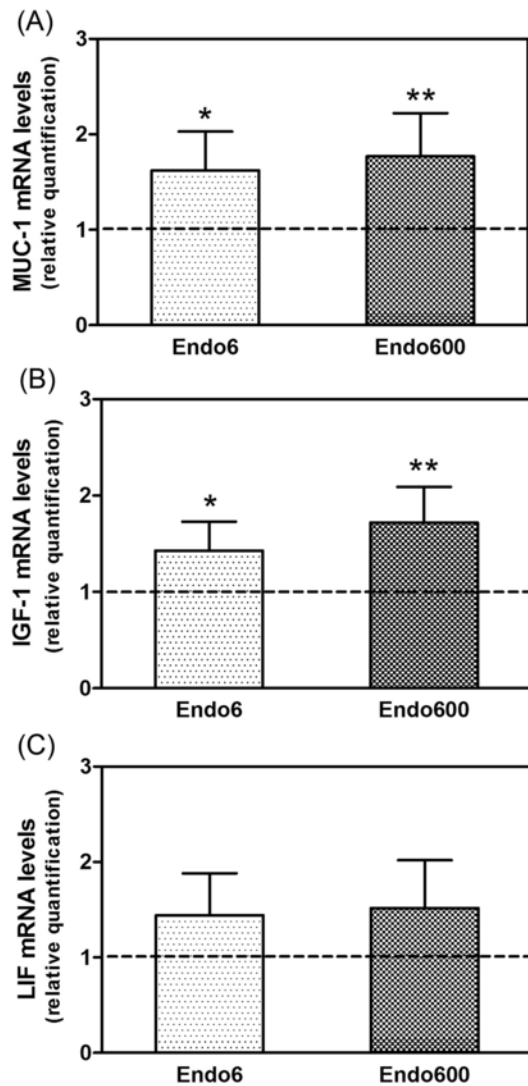 (A)
MUC-1 mRNA levels
(relative quantification)
3
2
1
0
*
**
Endo6
Endo600
(B)
IGF-1 mRNA levels
(relative quantification)
3
2
1
0
*
**
Endo6
Endo600
(C)
LIF mRNA levels
(relative quantification)
3
2
1
0
Endo6
Endo600